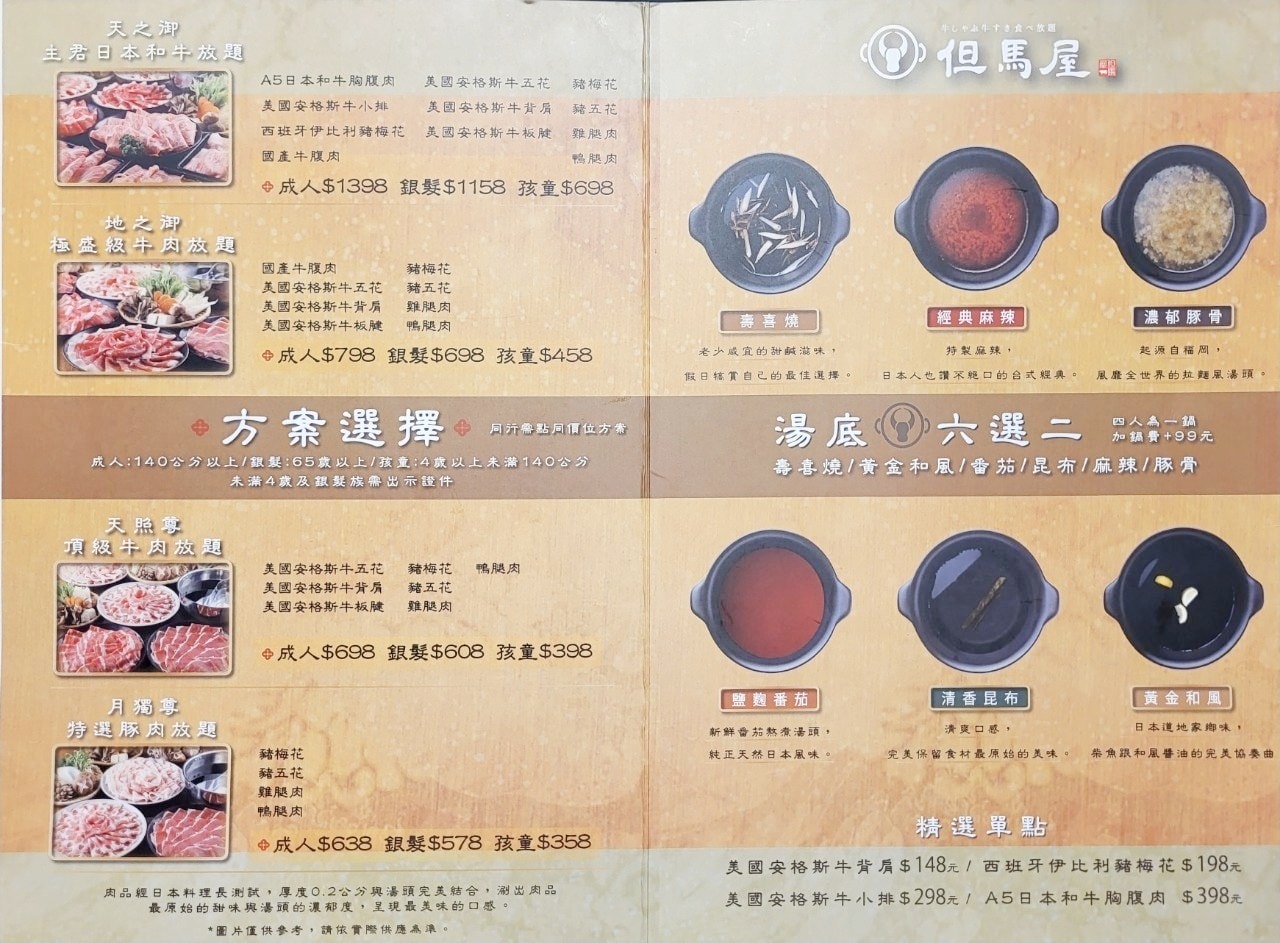 天之御
主君日本和牛放題
A5日本和牛胸腹肉 美國安格斯牛五花 豬梅花
美國安格斯牛小排 美國安格斯牛背肩 豬五花
西班牙伊比利豬梅花 美國安格斯牛板腱 雞腿肉
國產牛腹肉 鴨腿肉
成人$1398 銀髮$1158 孩童$698
地之御
極盛級牛肉放題
國產牛腹肉 豬梅花
美國安格斯牛五花 豬五花
美國安格斯牛背肩 雞腿肉
美國安格斯牛板腱 鴨腿肉
成人$798 銀髮$698 孩童$458
方案選擇 同行需點同價位方案
成人:140公分以上/銀髮:65歲以上/孩童:4歲以上未滿140公分
未滿4歲及銀髮族需出示證件
天照尊
頂級牛肉放題
美國安格斯牛五花 豬梅花 鴨腿肉
美國安格斯牛背肩 豬五花
美國安格斯牛板腱 雞腿肉
成人$698 銀髮$608 孩童$398
月獨尊
特選豚肉放題
豬梅花
豬五花
雞腿肉
鴨腿肉
成人$638 銀髮$578 孩童$358
肉品經日本料理長測試，厚度0.2公分與湯頭完美結合，涮出肉品
最原始的甜味與湯頭的濃郁度，呈現最美味的口感。
*圖片僅供參考，請依實際供應為準。
牛しゃぶ牛すき食べ放題
但馬屋
壽喜燒
老少咸宜的甜鹹滋味，
假日犒賞自己的最佳選擇。
經典麻辣
特製麻辣，
日本人也讚不絕口的台式經典。
濃郁豚骨
起源自福岡，
風靡全世界的拉麵風湯頭。
湯底 六選二 四人為一鍋
加鍋費+99元
壽喜燒/黃金和風/番茄/昆布/麻辣/豚骨
鹽麴番茄
新鮮番茄熬煮湯頭，
純正天然日本風味。
清香昆布
清爽口感，
完美保留食材最原始的美味。
黃金和風
日本道地家鄉味，
柴魚跟和風醬油的完美協奏曲
精選單點
美國安格斯牛背肩$148元 / 西班牙伊比利豬梅花$198元
美國安格斯牛小排$298元 / A5日本和牛胸腹肉 $398元